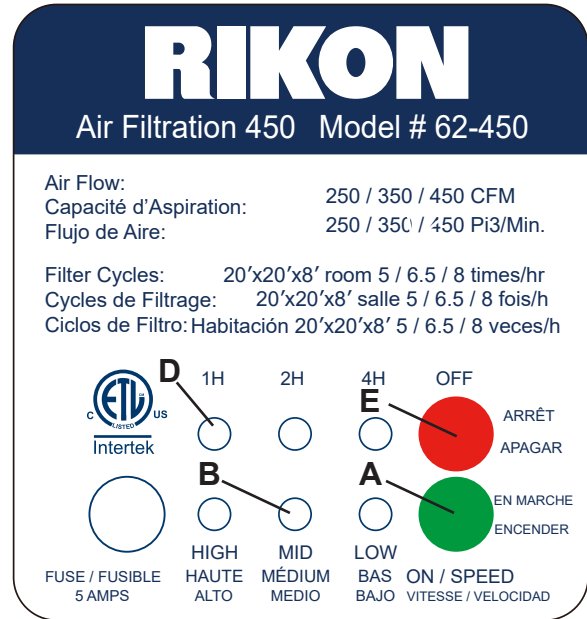 RIKON
Air Filtration 450 Model # 62-450
Air Flow:
250 / 350 / 450 CFM
Capacité d'Aspiration:
Flujo de Aire:
250 / 350 / 450 Pi3/Min.
Filter Cycles: 20′x20′x8′ room 5 / 6.5 / 8 times/hr
Cycles de Filtrage: 20′x20′x8′ salle 5 / 6.5 / 8 fois/h
Ciclos de Filtro: Habitación 20′x20′x8′ 5 / 6.5 / 8 veces/h
D 1H 2H 4H OFF
E
ARRÊT
APAGAR
C ETL US
LISTED
Intertek
B A
EN MARCHE
ENCENDER
HIGH MID LOW
HAUTE MÉDIUM BAS
ALTO MEDIO BAJO
FUSE / FUSIBLE
5 AMPS
ON / SPEED
VITESSE / VELOCIDAD